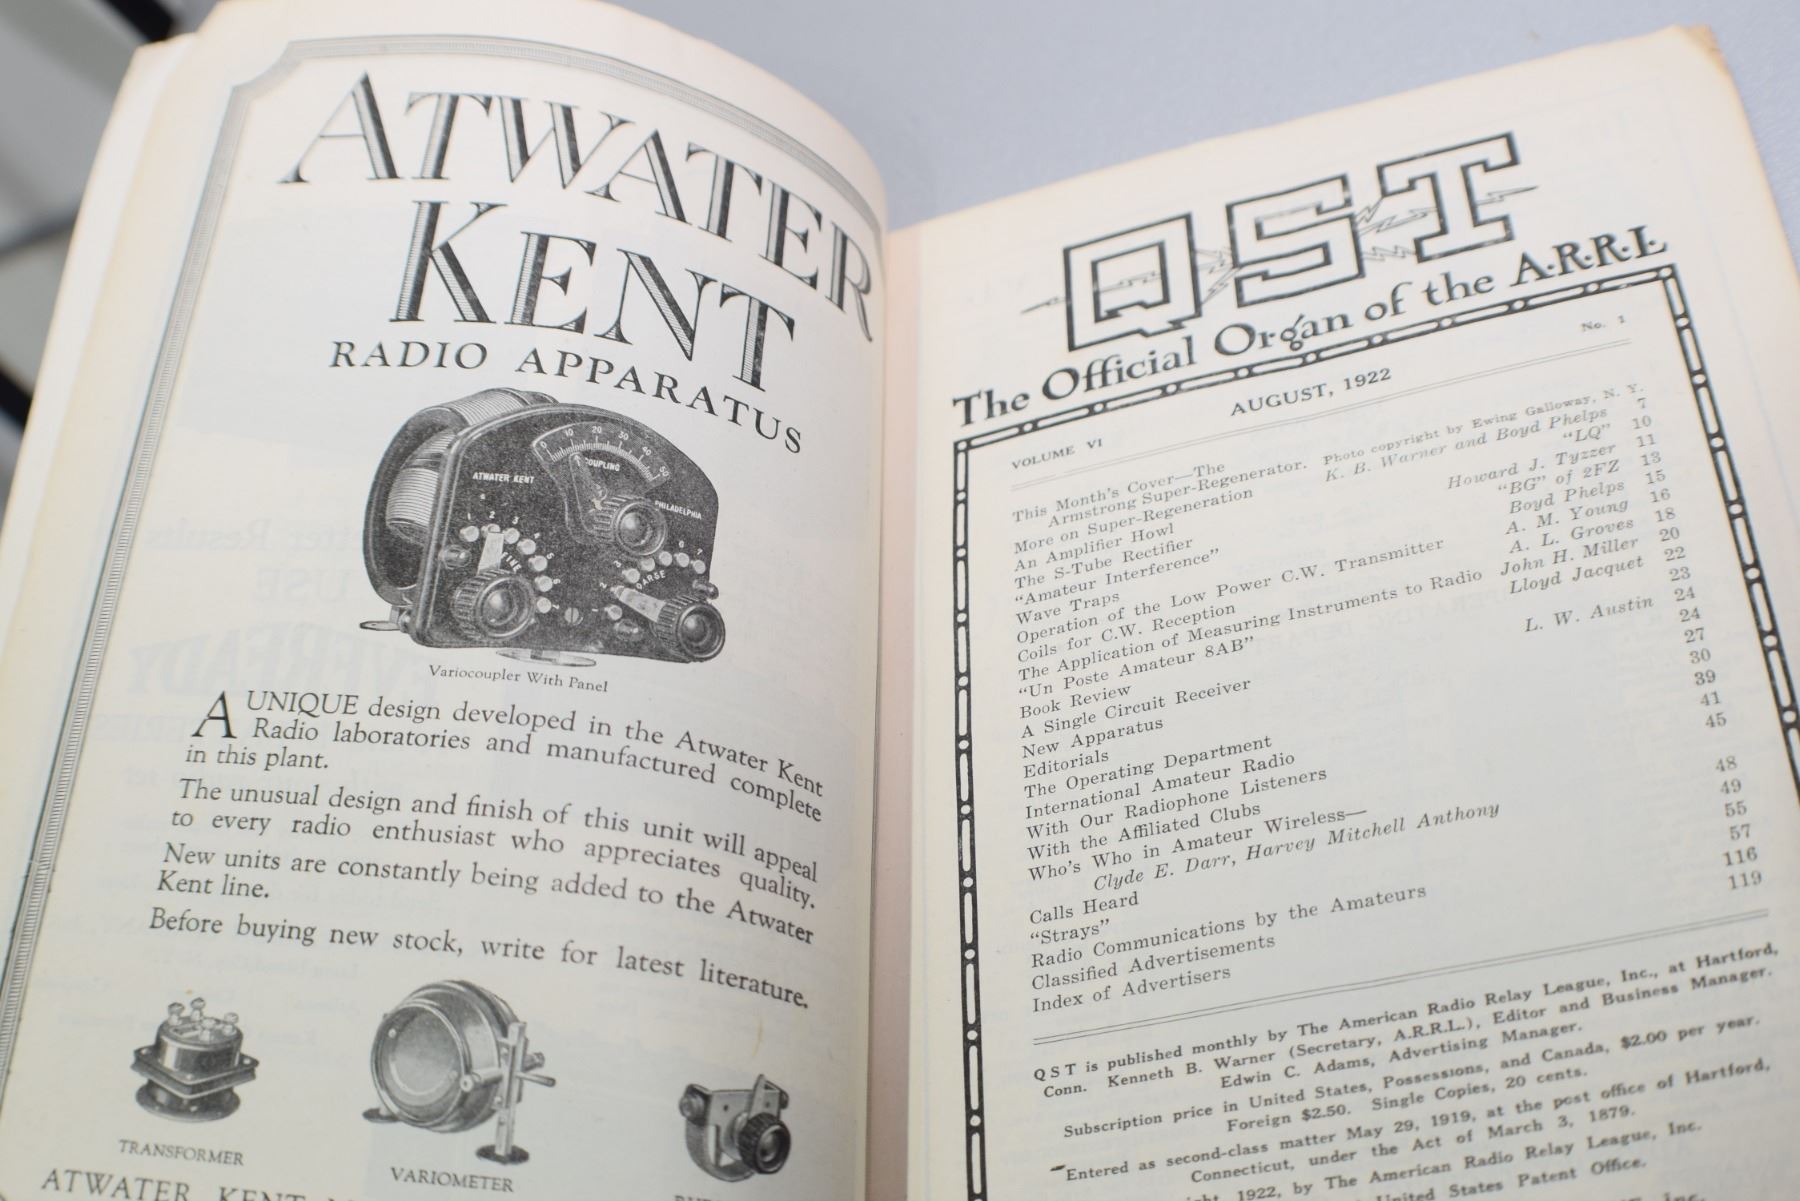 ATWATER
KENT
RADIO APPARATUS
0 10 20 30 40 50
COUPLING
ATWATER KENT
PHILADELPHIA
FINE
COARSE
Variocoupler With Panel
A UNIQUE design developed in the Atwater Kent
Radio laboratories and manufactured complete
in this plant.
The unusual design and finish of this unit will appeal
to every radio enthusiast who appreciates quality.
New units are constantly being added to the Atwater
Kent line.
Before buying new stock, write for latest literature.
TRANSFORMER
VARIOMETER
ATWATER KENT
QST
The Official Organ of the A.R.R.L.
VOLUME VI AUGUST, 1922 No. 1
This Month's Cover—The
Armstrong Super-Regenerator. Photo copyright by Ewing Galloway, N. Y.
More on Super-Regeneration K. B. Warner and Boyd Phelps 7
An Amplifier Howl "LQ" 10
The S-Tube Rectifier Howard J. Tyzzer 11
"Amateur Interference" "BG" of 2FZ 13
Wave Traps Boyd Phelps 15
Operation of the Low Power C.W. Transmitter A. M. Young 16
Coils for C.W. Reception A. L. Groves 18
The Application of Measuring Instruments to Radio John H. Miller 20
"Un Poste Amateur 8AB" Lloyd Jacquet 22
Book Review 23
A Single Circuit Receiver L. W. Austin 24
New Apparatus 24
Editorials 27
The Operating Department 30
International Amateur Radio 39
With Our Radiophone Listeners 41
With the Affiliated Clubs 45
Who's Who in Amateur Wireless—
Clyde E. Darr, Harvey Mitchell Anthony 48
Calls Heard 49
"Strays" 55
Radio Communications by the Amateurs 57
Classified Advertisements 116
Index of Advertisers 119
QST is published monthly by The American Radio Relay League, Inc., at Hartford,
Conn. Kenneth B. Warner (Secretary, A.R.R.L.), Editor and Business Manager.
Edwin C. Adams, Advertising Manager.
Subscription price in United States, Possessions, and Canada, $2.00 per year.
Foreign $2.50. Single Copies, 20 cents.
Entered as second-class matter May 29, 1919, at the post office of Hartford,
Connecticut, under the Act of March 3, 1879.
1922, by The American Radio Relay League, Inc.
United States Patent Office.
Inc.